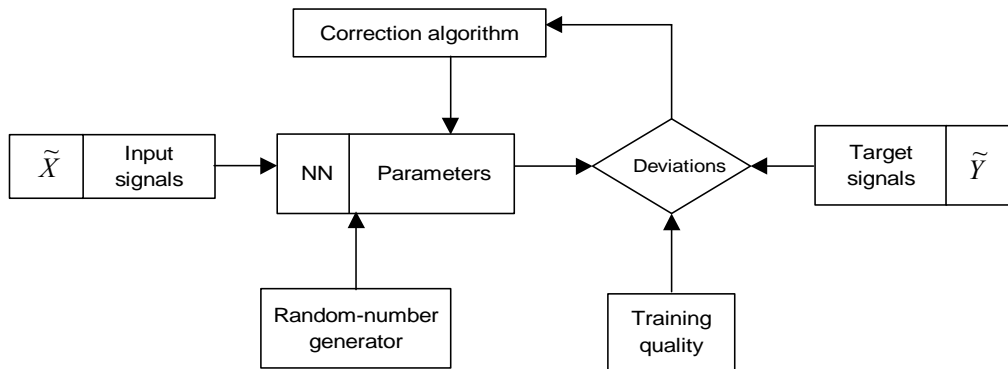 Correction algorithm
X̃
Input
signals
NN
Parameters
Deviations
Target
signals
Ỹ
Random-number
generator
Training
quality